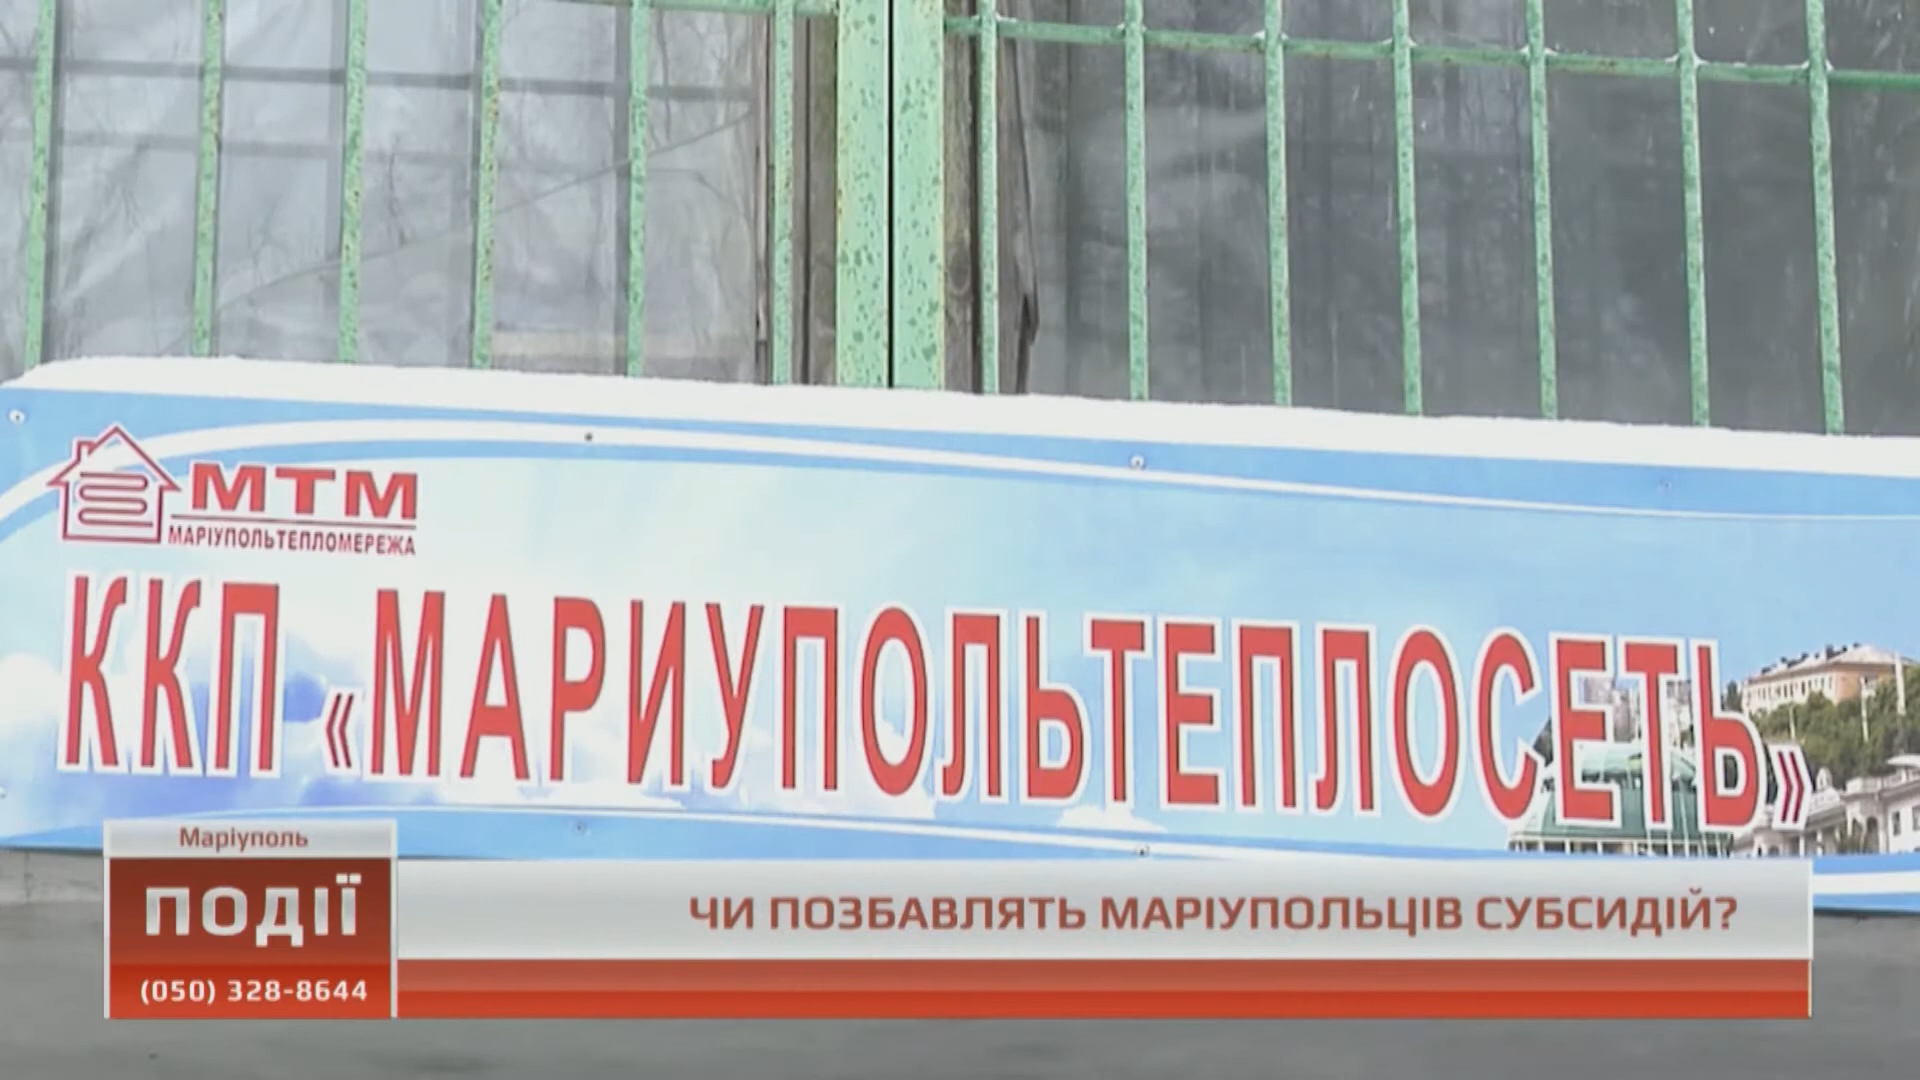 МТМ
МАРІУПОЛЬТЕПЛОМЕРЕЖА
ККП «МАРИУПОЛЬТЕПЛОСЕТЬ»
Маріуполь
ПОДІЇ
(050) 328-8644
ЧИ ПОЗБАВЛЯТЬ МАРІУПОЛЬЦІВ СУБСИДІЙ?